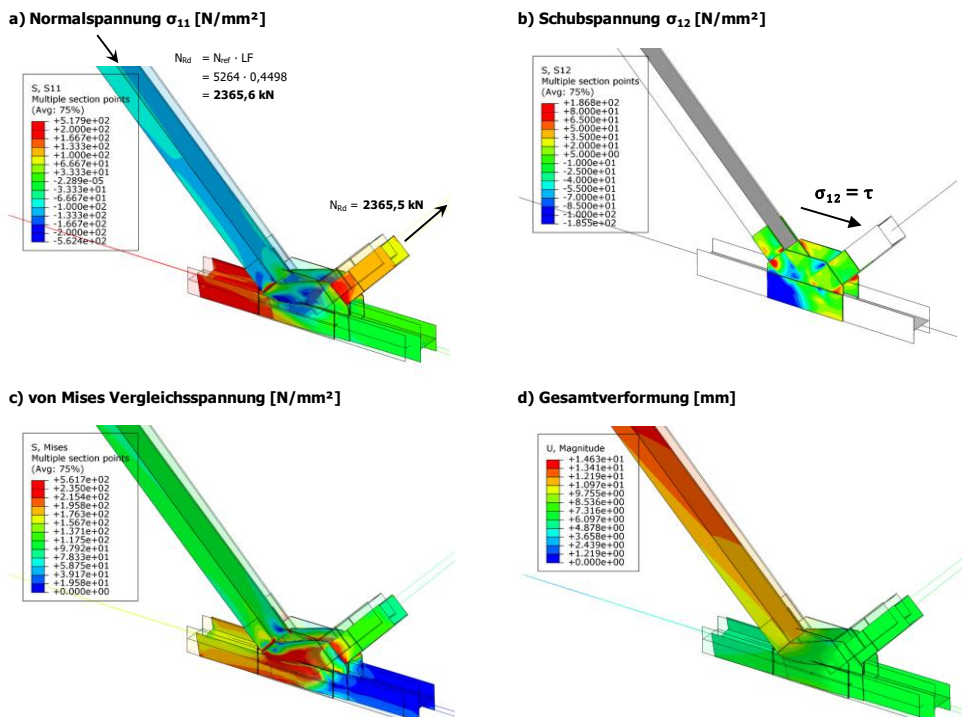 a) Normalspannung σ11 [N/mm²]
N_Rd = N_ref · LF
= 5264 · 0,4498
= 2365,6 kN
S, S11
Multiple section points
(Avg: 75%)
+5.179e+02
+2.000e+02
+1.667e+02
+1.333e+02
+1.000e+02
+6.667e+01
+3.333e+01
-2.289e-05
-3.333e+01
-6.667e+01
-1.000e+02
-1.333e+02
-1.667e+02
-2.000e+02
-5.624e+02
N_Rd = 2365,5 kN
b) Schubspannung σ12 [N/mm²]
S, S12
Multiple section points
(Avg: 75%)
+1.868e+02
+8.000e+01
+6.500e+01
+5.000e+01
+3.500e+01
+2.000e+01
+5.000e+00
-1.000e+01
-2.500e+01
-4.000e+01
-5.500e+01
-7.000e+01
-8.500e+01
-1.000e+02
-1.855e+02
σ12 = τ
c) von Mises Vergleichsspannung [N/mm²]
S, Mises
Multiple section points
(Avg: 75%)
+5.617e+02
+2.350e+02
+2.154e+02
+1.958e+02
+1.763e+02
+1.567e+02
+1.371e+02
+1.175e+02
+9.792e+01
+7.833e+01
+5.875e+01
+3.917e+01
+1.958e+01
+0.000e+00
d) Gesamtverformung [mm]
U, Magnitude
+1.463e+01
+1.341e+01
+1.219e+01
+1.097e+01
+9.755e+00
+8.536e+00
+7.316e+00
+6.097e+00
+4.878e+00
+3.658e+00
+2.439e+00
+1.219e+00
+0.000e+00